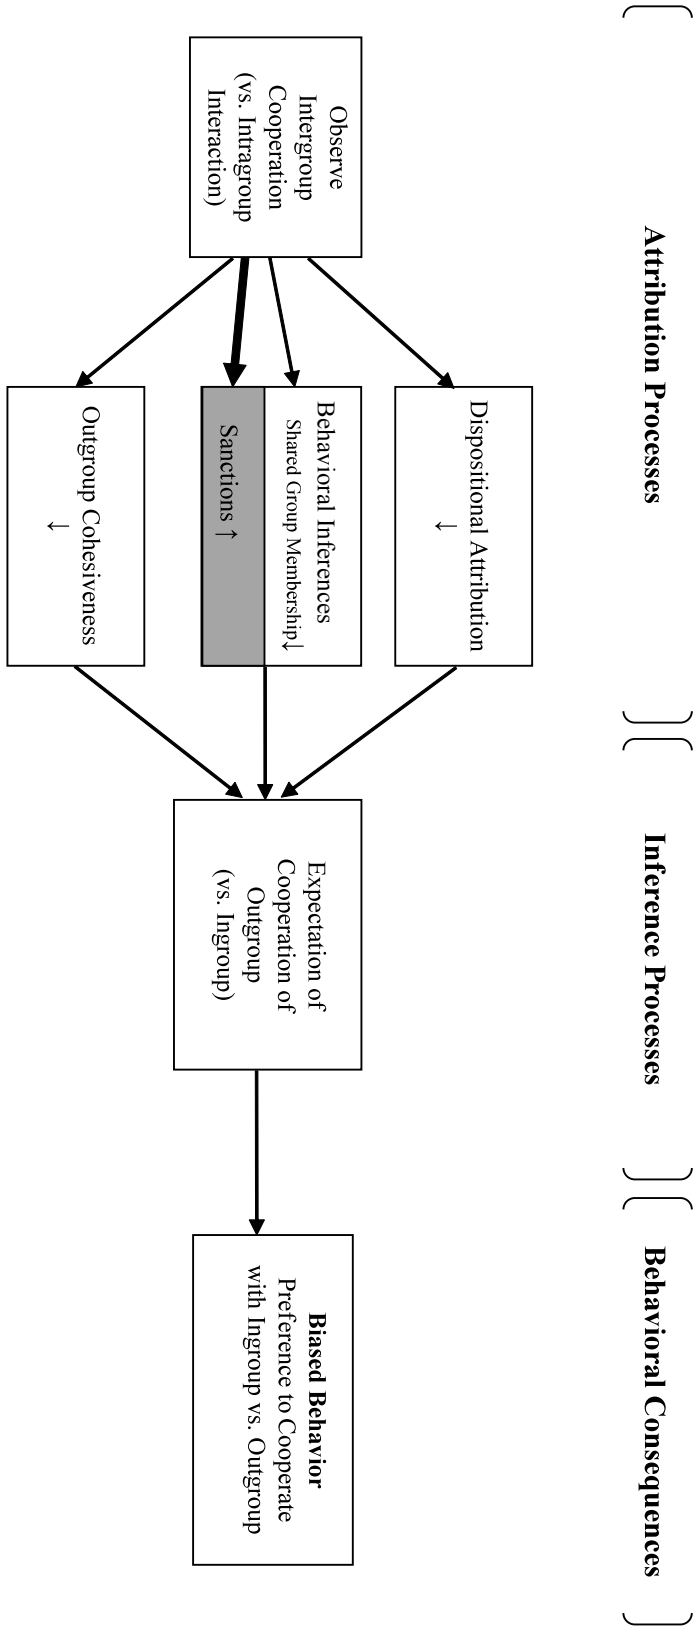 Attribution Processes
Inference Processes
Behavioral Consequences
Observe
Intergroup
Cooperation
(vs. Intragroup
Interaction)
Dispositional Attribution
↓
Behavioral Inferences
Shared Group Membership↓
Sanctions ↑
Outgroup Cohesiveness
↓
Expectation of
Cooperation of
Outgroup
(vs. Ingroup)
Biased Behavior
Preference to Cooperate
with Ingroup vs. Outgroup